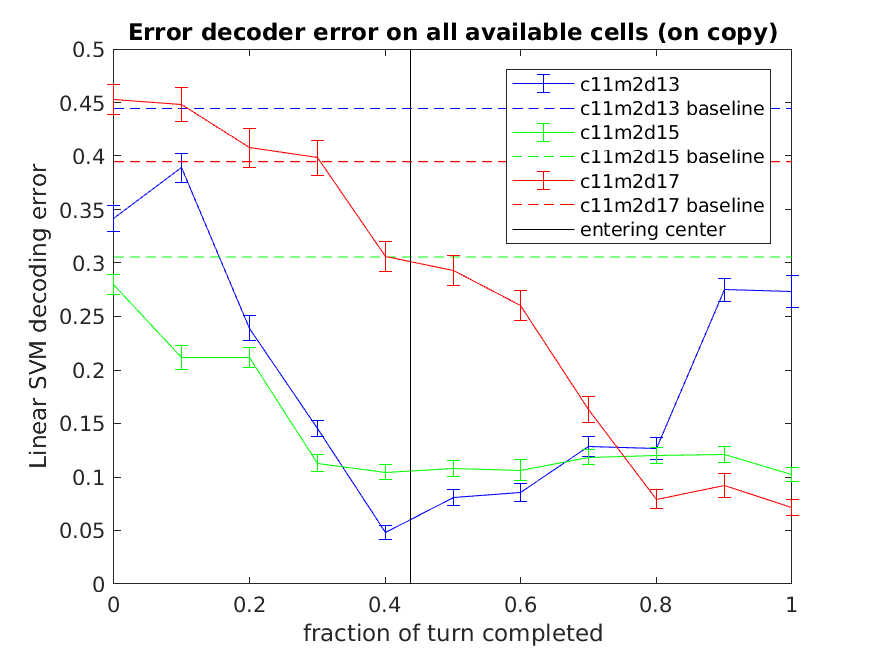 Error decoder error on all available cells (on copy)
0.5
0.45
0.4
0.35
0.3
0.25
0.2
0.15
0.1
0.05
0
Linear SVM decoding error
c11m2d13
c11m2d13 baseline
c11m2d15
c11m2d15 baseline
c11m2d17
c11m2d17 baseline
entering center
0 0.2 0.4 0.6 0.8 1
fraction of turn completed